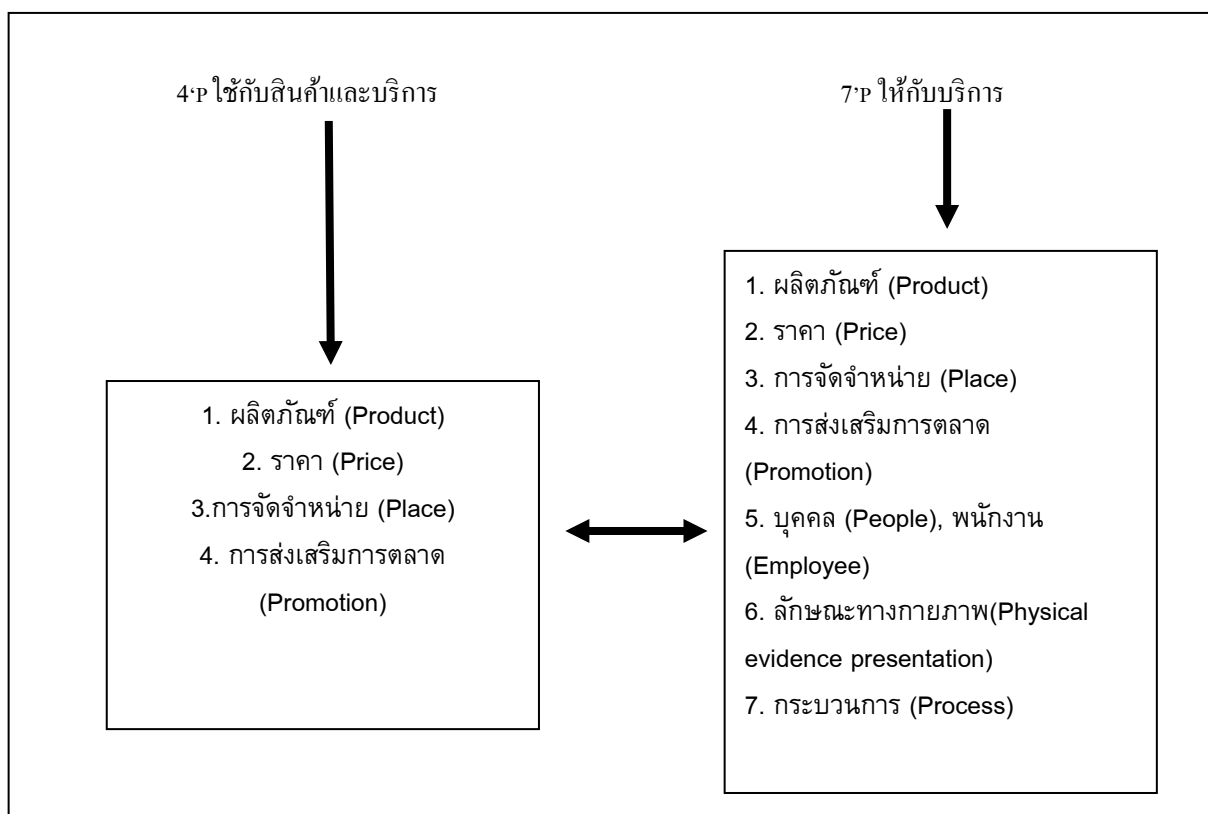 4‘P ใช้กับสินค้าและบริการ
7’P ให้กับบริการ
1. ผลิตภัณฑ์ (Product)
2. ราคา (Price)
3.การจัดจำหน่าย (Place)
4. การส่งเสริมการตลาด
(Promotion)
1. ผลิตภัณฑ์ (Product)
2. ราคา (Price)
3. การจัดจำหน่าย (Place)
4. การส่งเสริมการตลาด
(Promotion)
5. บุคคล (People), พนักงาน
(Employee)
6. ลักษณะทางกายภาพ(Physical
evidence presentation)
7. กระบวนการ (Process)